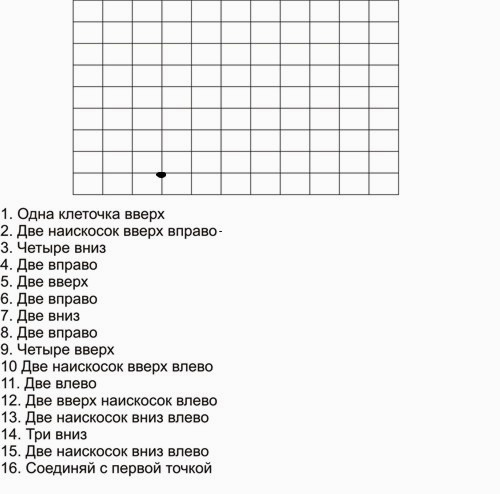 1. Одна клеточка вверх
2. Две наискосок вверх вправо-
3. Четыре вниз
4. Две вправо
5. Две вверх
6. Две вправо
7. Две вниз
8. Две вправо
9. Четыре вверх
10 Две наискосок вверх влево
11. Две влево
12. Две вверх наискосок влево
13. Две наискосок вниз влево
14. Три вниз
15. Две наискосок вниз влево
16. Соединяй с первой точкой